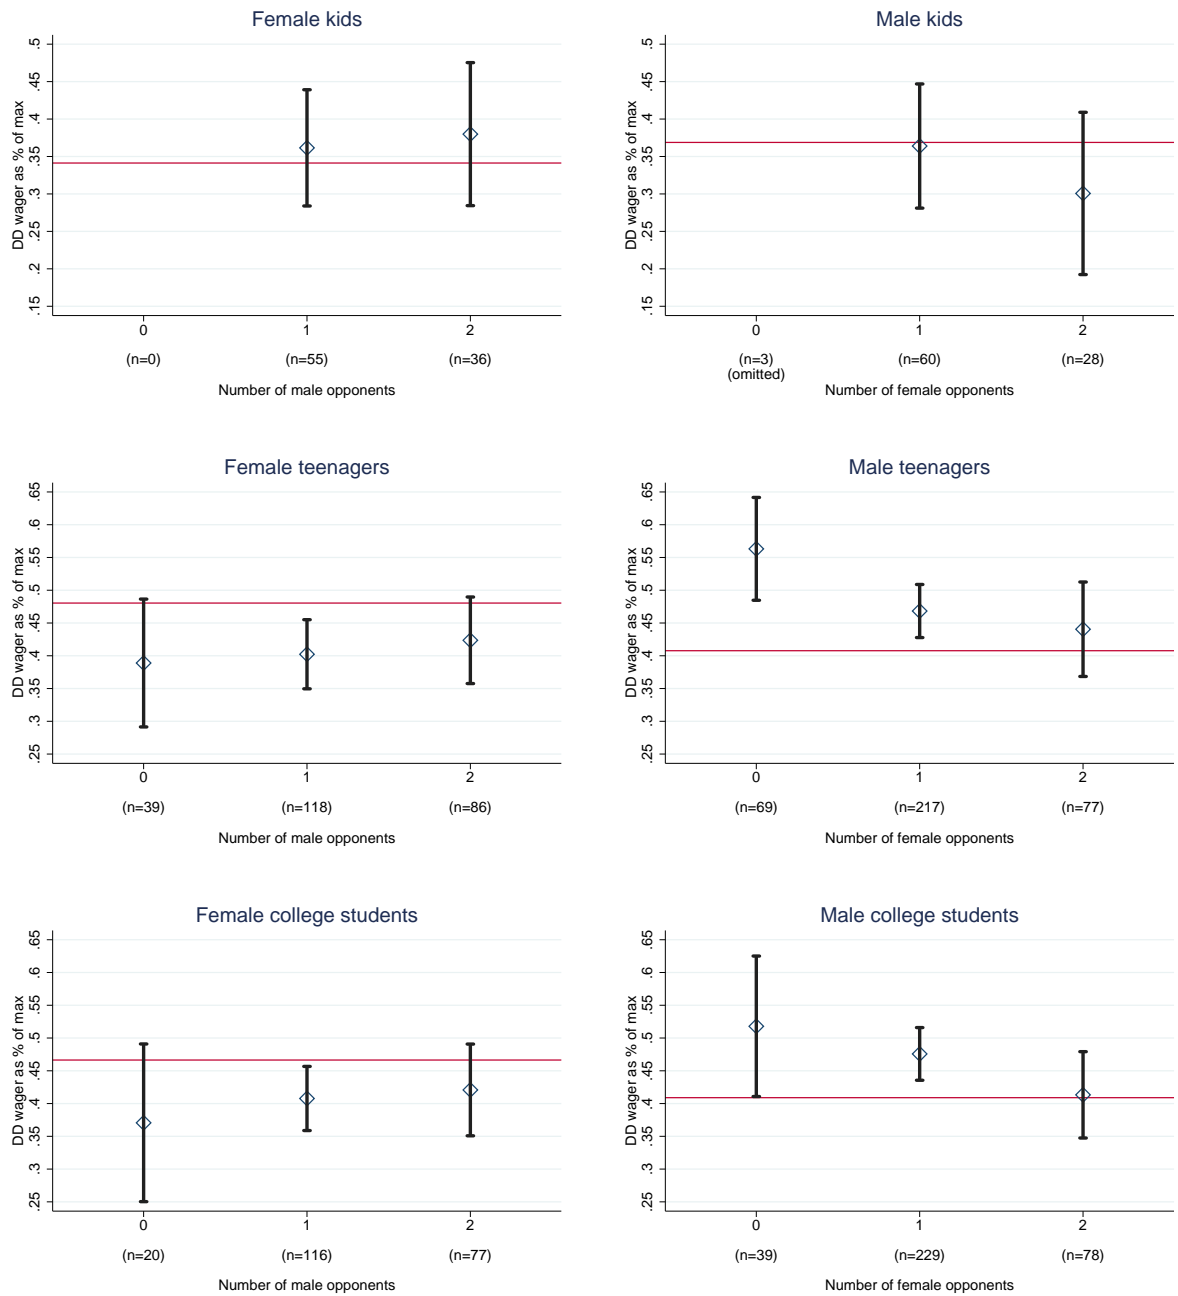 Female kids
DD wager as % of max
.5
.45
.4
.35
.3
.25
.2
.15
0
1
2
(n=0)
(n=55)
(n=36)
Number of male opponents
Male kids
DD wager as % of max
.5
.45
.4
.35
.3
.25
.2
.15
0
1
2
(n=3)
(omitted)
(n=60)
(n=28)
Number of female opponents
Female teenagers
DD wager as % of max
.65
.6
.55
.5
.45
.4
.35
.3
.25
0
1
2
(n=39)
(n=118)
(n=86)
Number of male opponents
Male teenagers
DD wager as % of max
.65
.6
.55
.5
.45
.4
.35
.3
.25
0
1
2
(n=69)
(n=217)
(n=77)
Number of female opponents
Female college students
DD wager as % of max
.65
.6
.55
.5
.45
.4
.35
.3
.25
0
1
2
(n=20)
(n=116)
(n=77)
Number of male opponents
Male college students
DD wager as % of max
.65
.6
.55
.5
.45
.4
.35
.3
.25
0
1
2
(n=39)
(n=229)
(n=78)
Number of female opponents